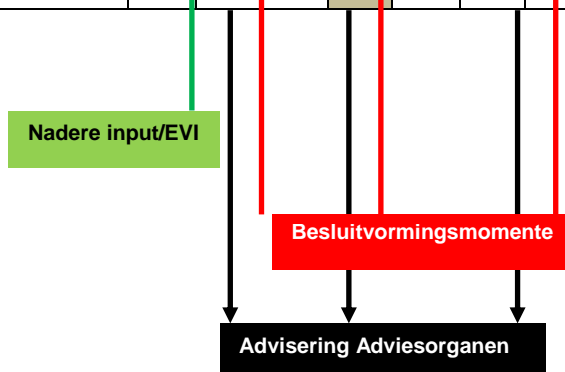 Nadere input/EVI
Besluitvormingsmomente
Advisering Adviesorganen